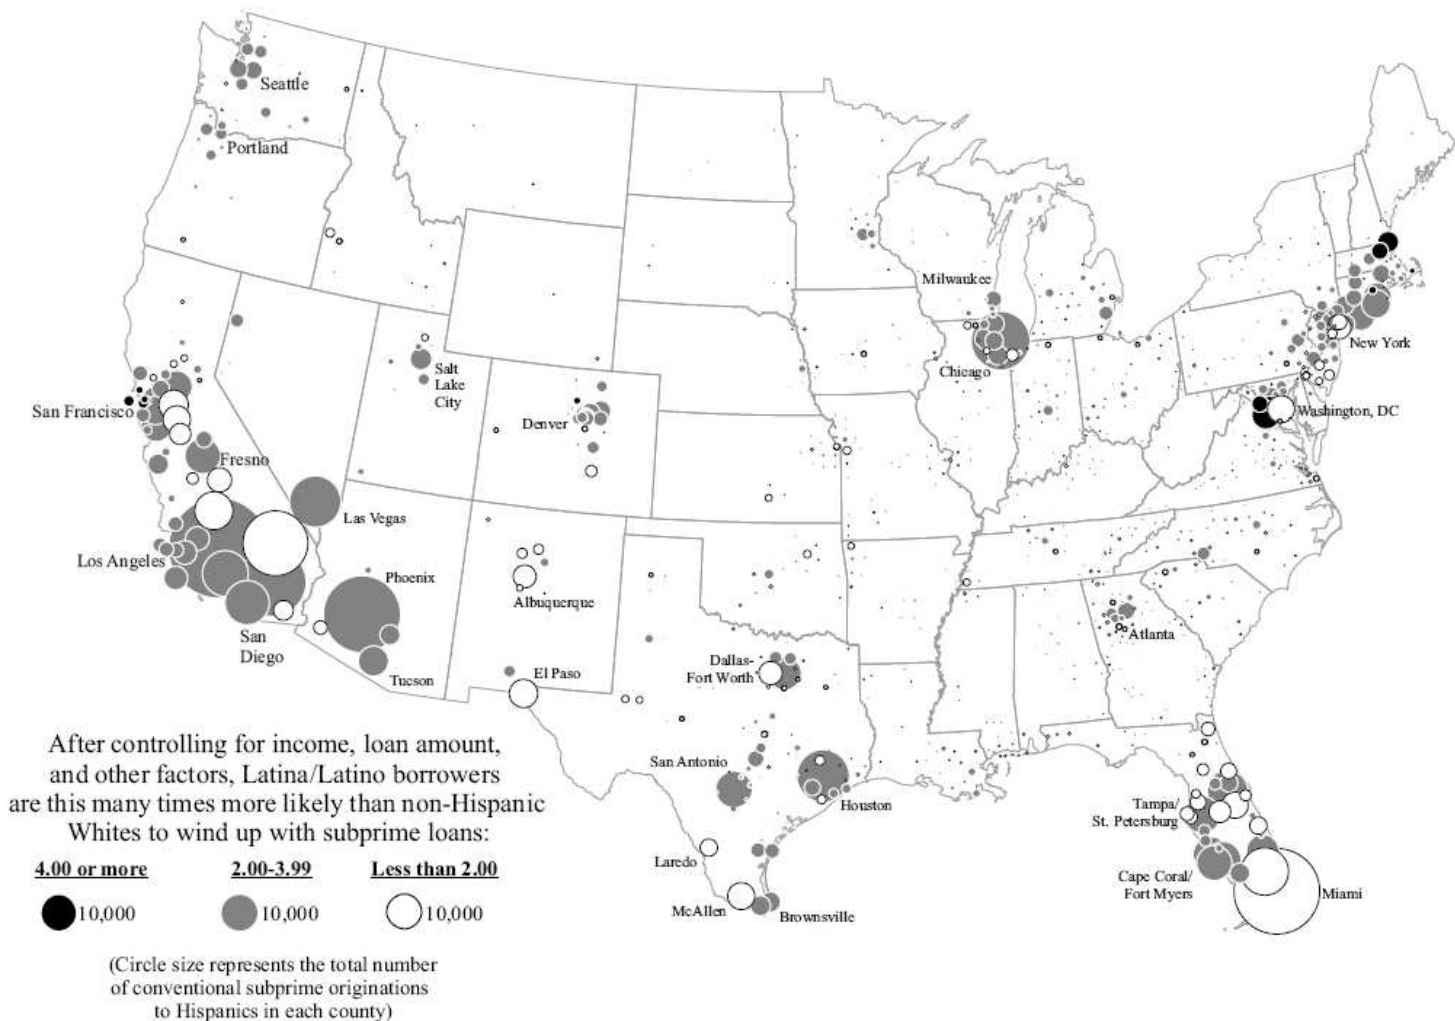 Seattle
Portland
Milwaukee
New York
Salt
Lake
City
Chicago
San Francisco
Denver
Washington, DC
Fresno
Las Vegas
Los Angeles
Phoenix
Albuquerque
Atlanta
San
Diego
Dallas-
Fort Worth
El Paso
Tucson
After controlling for income, loan amount,
and other factors, Latina/Latino borrowers
are this many times more likely than non-Hispanic
Whites to wind up with subprime loans:
San Antonio
Houston
Tampa/
St. Petersburg
Laredo
Cape Coral/
Fort Myers
Miami
McAllen
Brownsville
4.00 or more 2.00-3.99 Less than 2.00
10,000 10,000 10,000
(Circle size represents the total number
of conventional subprime originations
to Hispanics in each county)